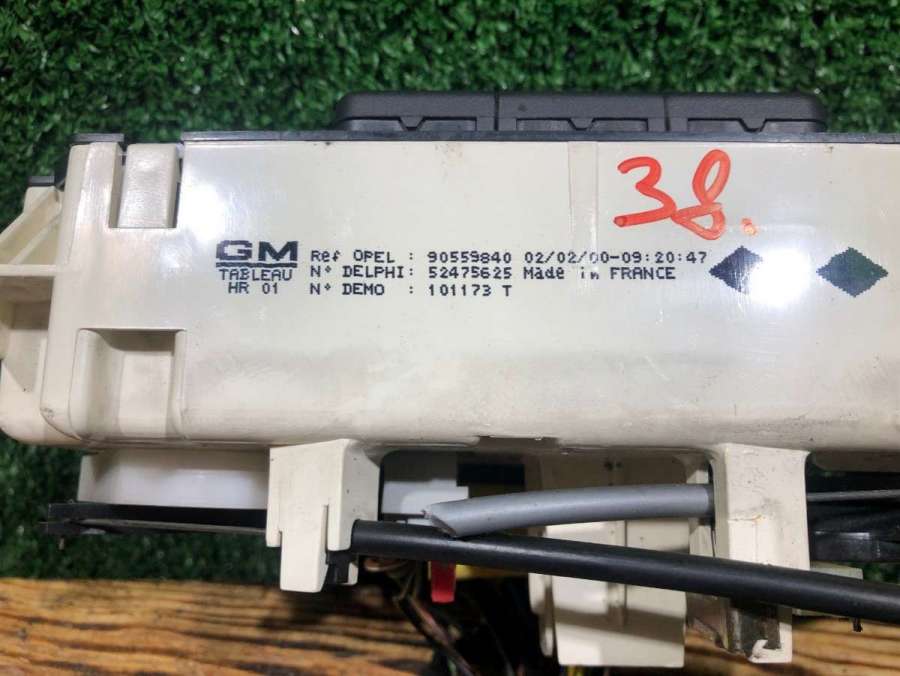 38.
GM
TABLEAU
HR 01
Ref OPEL : 90559840 02/02/00-09:20:47
N° DELPHI: 52475625 Made in FRANCE
N° DEMO : 101173 T